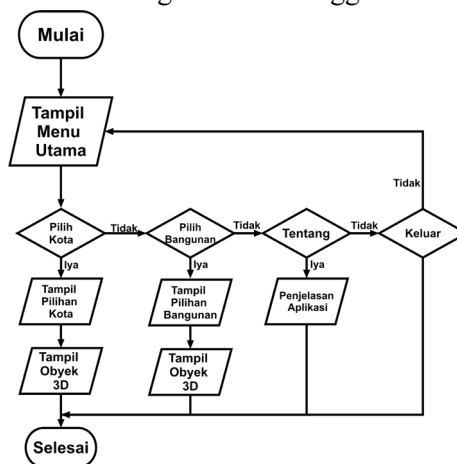 Mulai
Tampil
Menu
Utama
Tidak
Pilih
Kota
Tidak
Pilih
Bangunan
Tidak
Tentang
Tidak
Keluar
Iya
Iya
Iya
Tampil
Pilihan
Kota
Tampil
Pilihan
Bangunan
Penjelasan
Aplikasi
Tampil
Obyek
3D
Tampil
Obyek
3D
Selesai